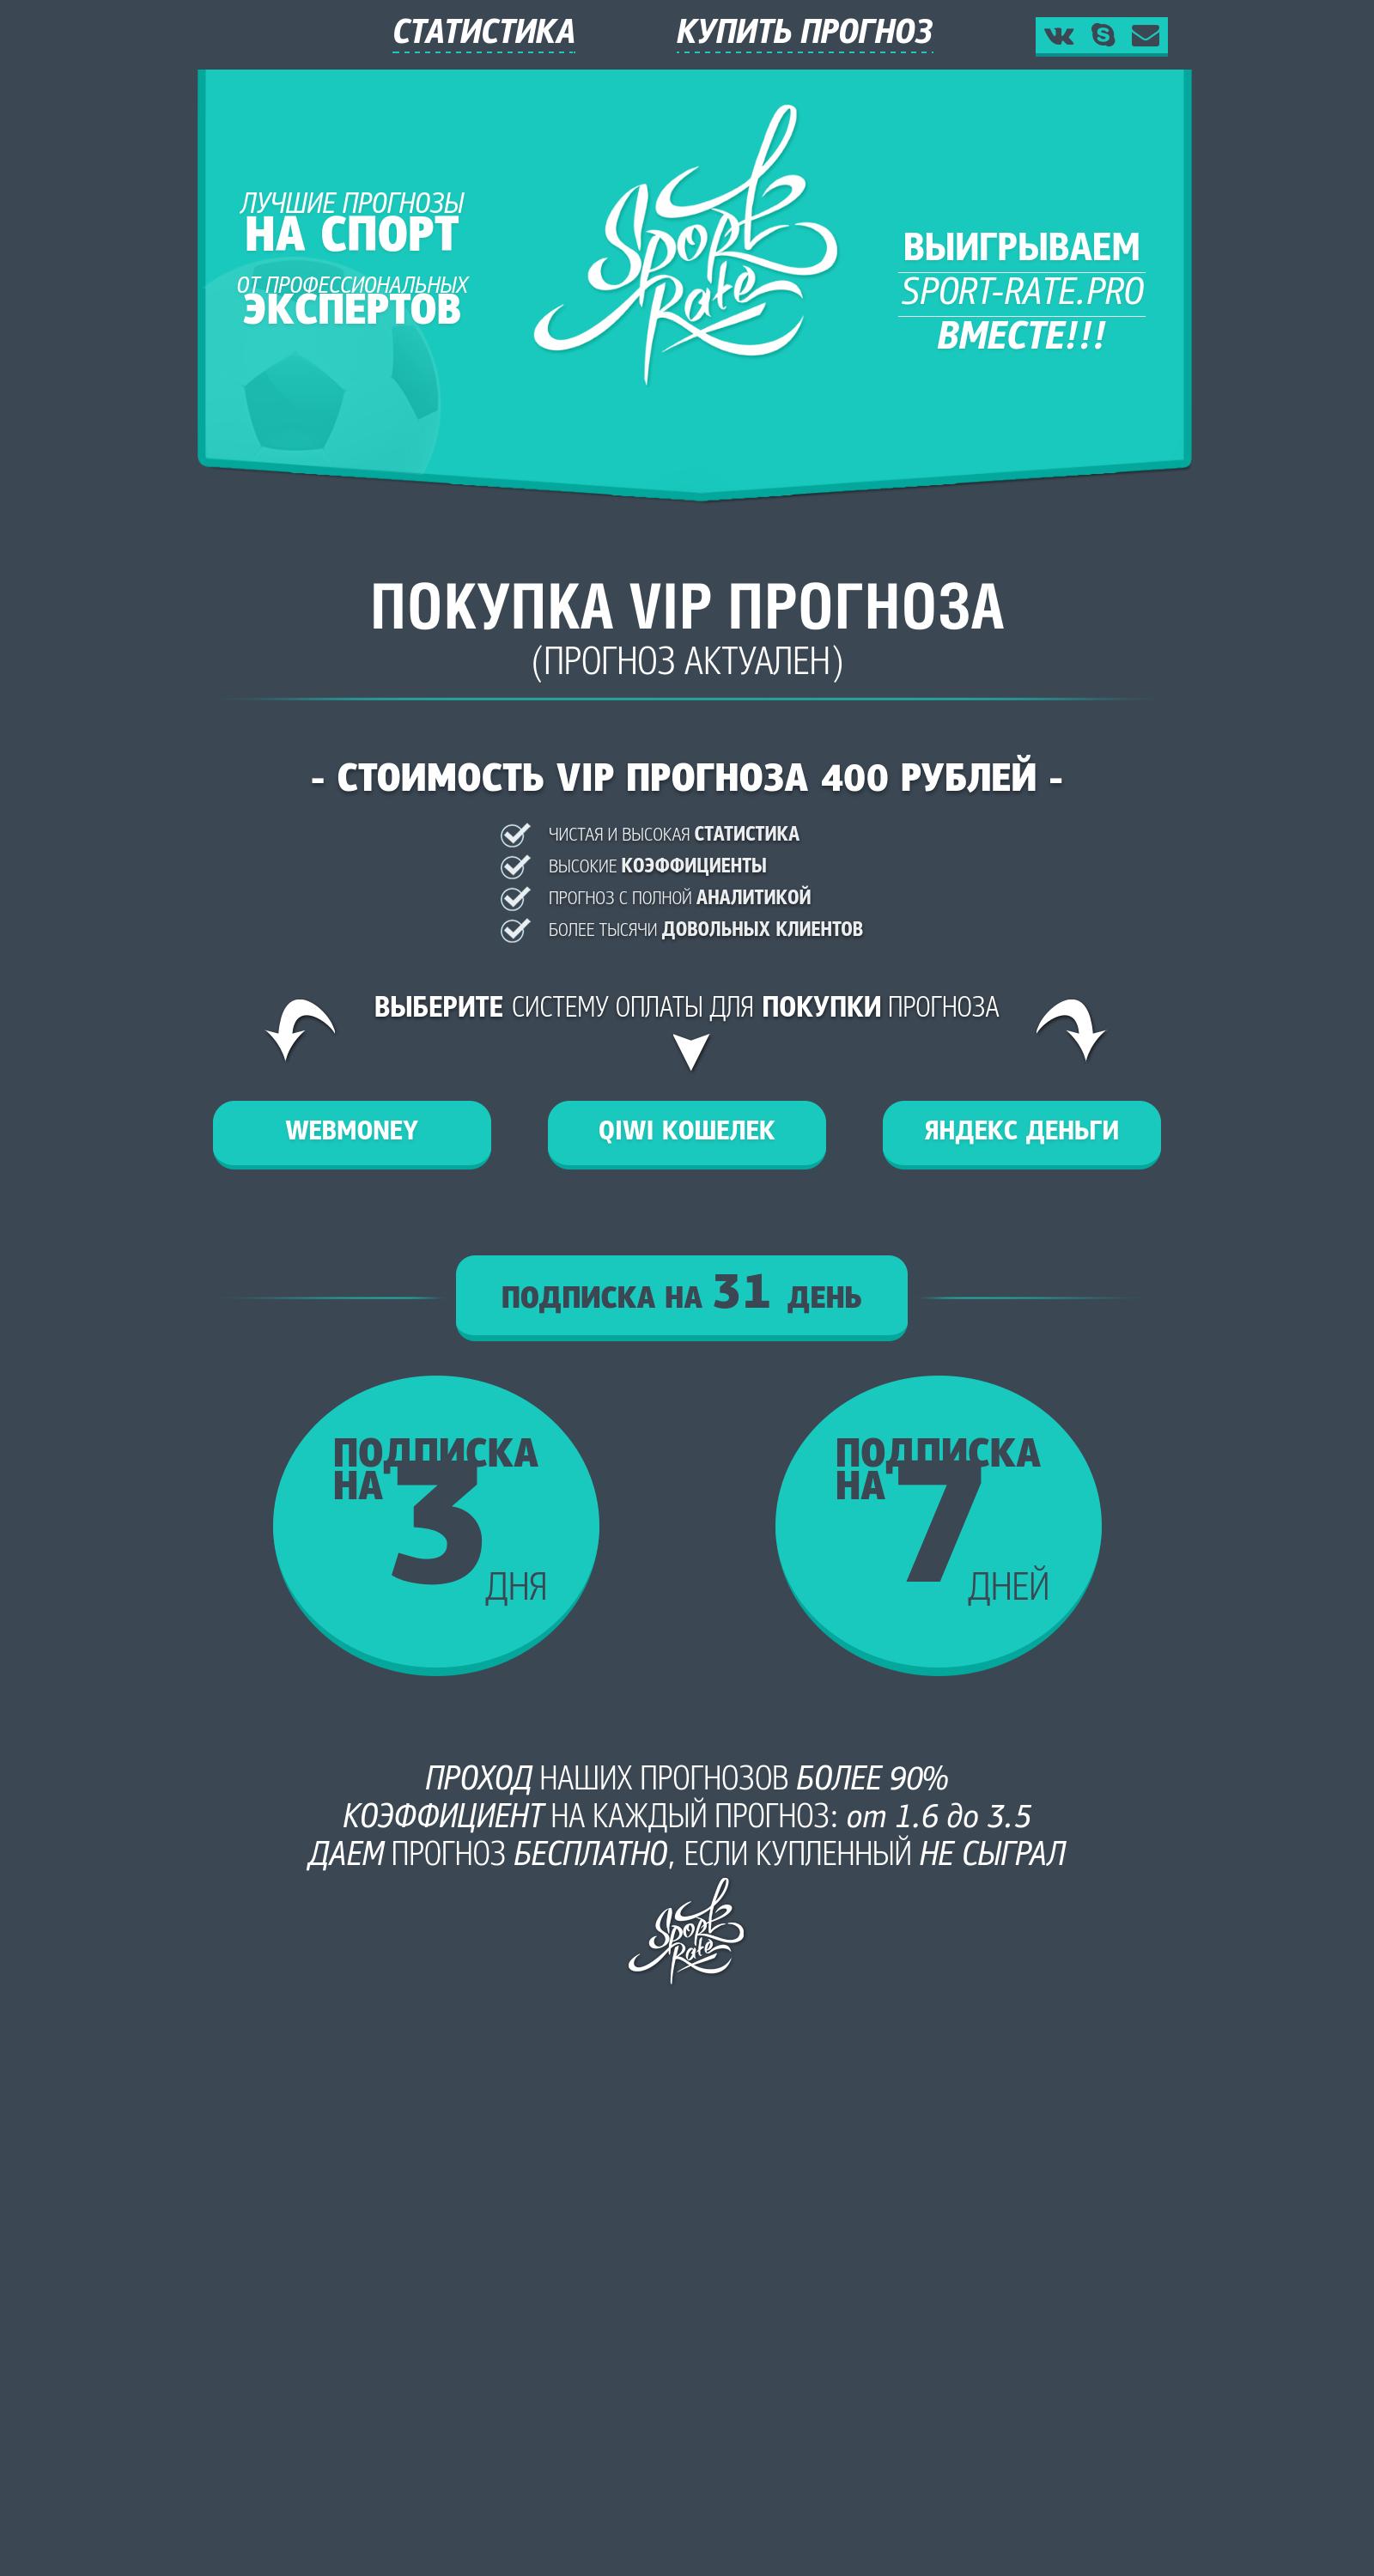 СТАТИСТИКА
КУПИТЬ ПРОГНОЗ
ЛУЧШИЕ ПРОГНОЗЫ
НА СПОРТ
ОТ ПРОФЕССИОНАЛЬНЫХ
ЭКСПЕРТОВ
Sport
Rate
ВЫИГРЫВАЕМ
SPORT-RATE.PRO
ВМЕСТЕ!!!
ПОКУПКА VIP ПРОГНОЗА
(ПРОГНОЗ АКТУАЛЕН)
- СТОИМОСТЬ VIP ПРОГНОЗА 400 РУБЛЕЙ -
ЧИСТАЯ И ВЫСОКАЯ СТАТИСТИКА
ВЫСОКИЕ КОЭФФИЦИЕНТЫ
ПРОГНОЗ С ПОЛНОЙ АНАЛИТИКОЙ
БОЛЕЕ ТЫСЯЧИ ДОВОЛЬНЫХ КЛИЕНТОВ
ВЫБЕРИТЕ СИСТЕМУ ОПЛАТЫ ДЛЯ ПОКУПКИ ПРОГНОЗА
WEBMONEY
QIWI КОШЕЛЕК
ЯНДЕКС ДЕНЬГИ
ПОДПИСКА НА 31 ДЕНЬ
ПОДПИСКА
НА 3
ДНЯ
ПОДПИСКА
НА 7
ДНЕЙ
ПРОХОД НАШИХ ПРОГНОЗОВ БОЛЕЕ 90%
КОЭФФИЦИЕНТ НА КАЖДЫЙ ПРОГНОЗ: от 1.6 до 3.5
ДАЕМ ПРОГНОЗ БЕСПЛАТНО, ЕСЛИ КУПЛЕННЫЙ НЕ СЫГРАЛ
Sport
Rate